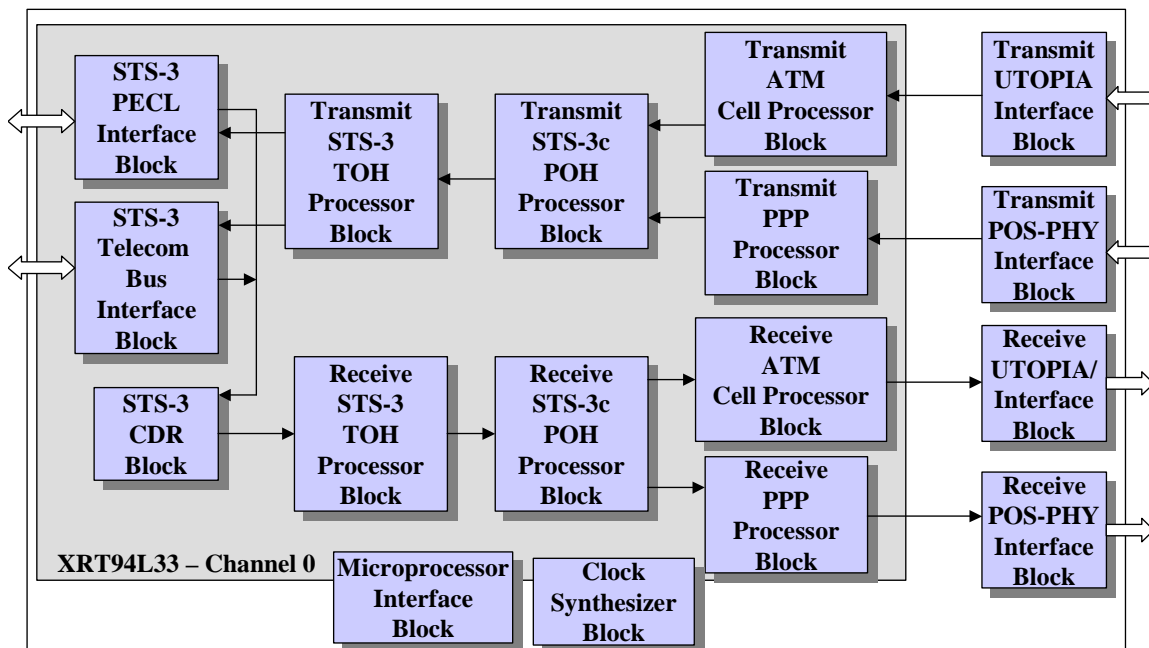 STS-3
PECL
Interface
Block
Transmit
STS-3
TOH
Processor
Block
Transmit
STS-3c
POH
Processor
Block
Transmit
ATM
Cell Processor
Block
Transmit
UTOPIA
Interface
Block
STS-3
Telecom
Bus
Interface
Block
Transmit
PPP
Processor
Block
Transmit
POS-PHY
Interface
Block
STS-3
CDR
Block
Receive
STS-3
TOH
Processor
Block
Receive
STS-3c
POH
Processor
Block
Receive
ATM
Cell Processor
Block
Receive
UTOPIA/
Interface
Block
Receive
PPP
Processor
Block
Receive
POS-PHY
Interface
Block
XRT94L33 – Channel 0
Microprocessor
Interface
Block
Clock
Synthesizer
Block